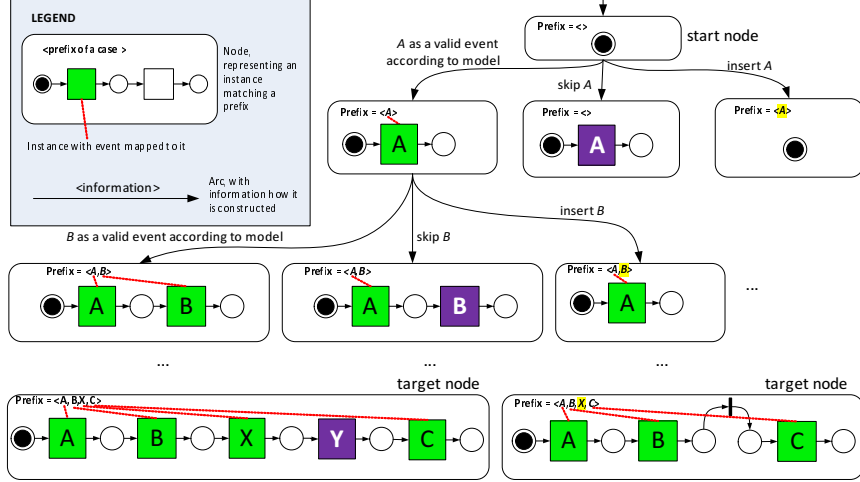 LEGEND
<prefix of a case >
Node,
representing an
instance
matching a
prefix
Instance with event mapped to it
<information>
Arc, with
information how it
is constructed
Prefix = <>
start node
A as a valid event
according to model
skip A
insert A
Prefix = <A>
A
Prefix = <>
A
Prefix = <A>
B as a valid event according to model
skip B
insert B
Prefix = <A,B>
A
B
Prefix = <A,B>
A
B
Prefix = <A,B>
A
...
...
...
...
target node
Prefix = <A,B,X,C>
A
B
X
Y
C
target node
Prefix = <A,B,X,C>
A
B
C